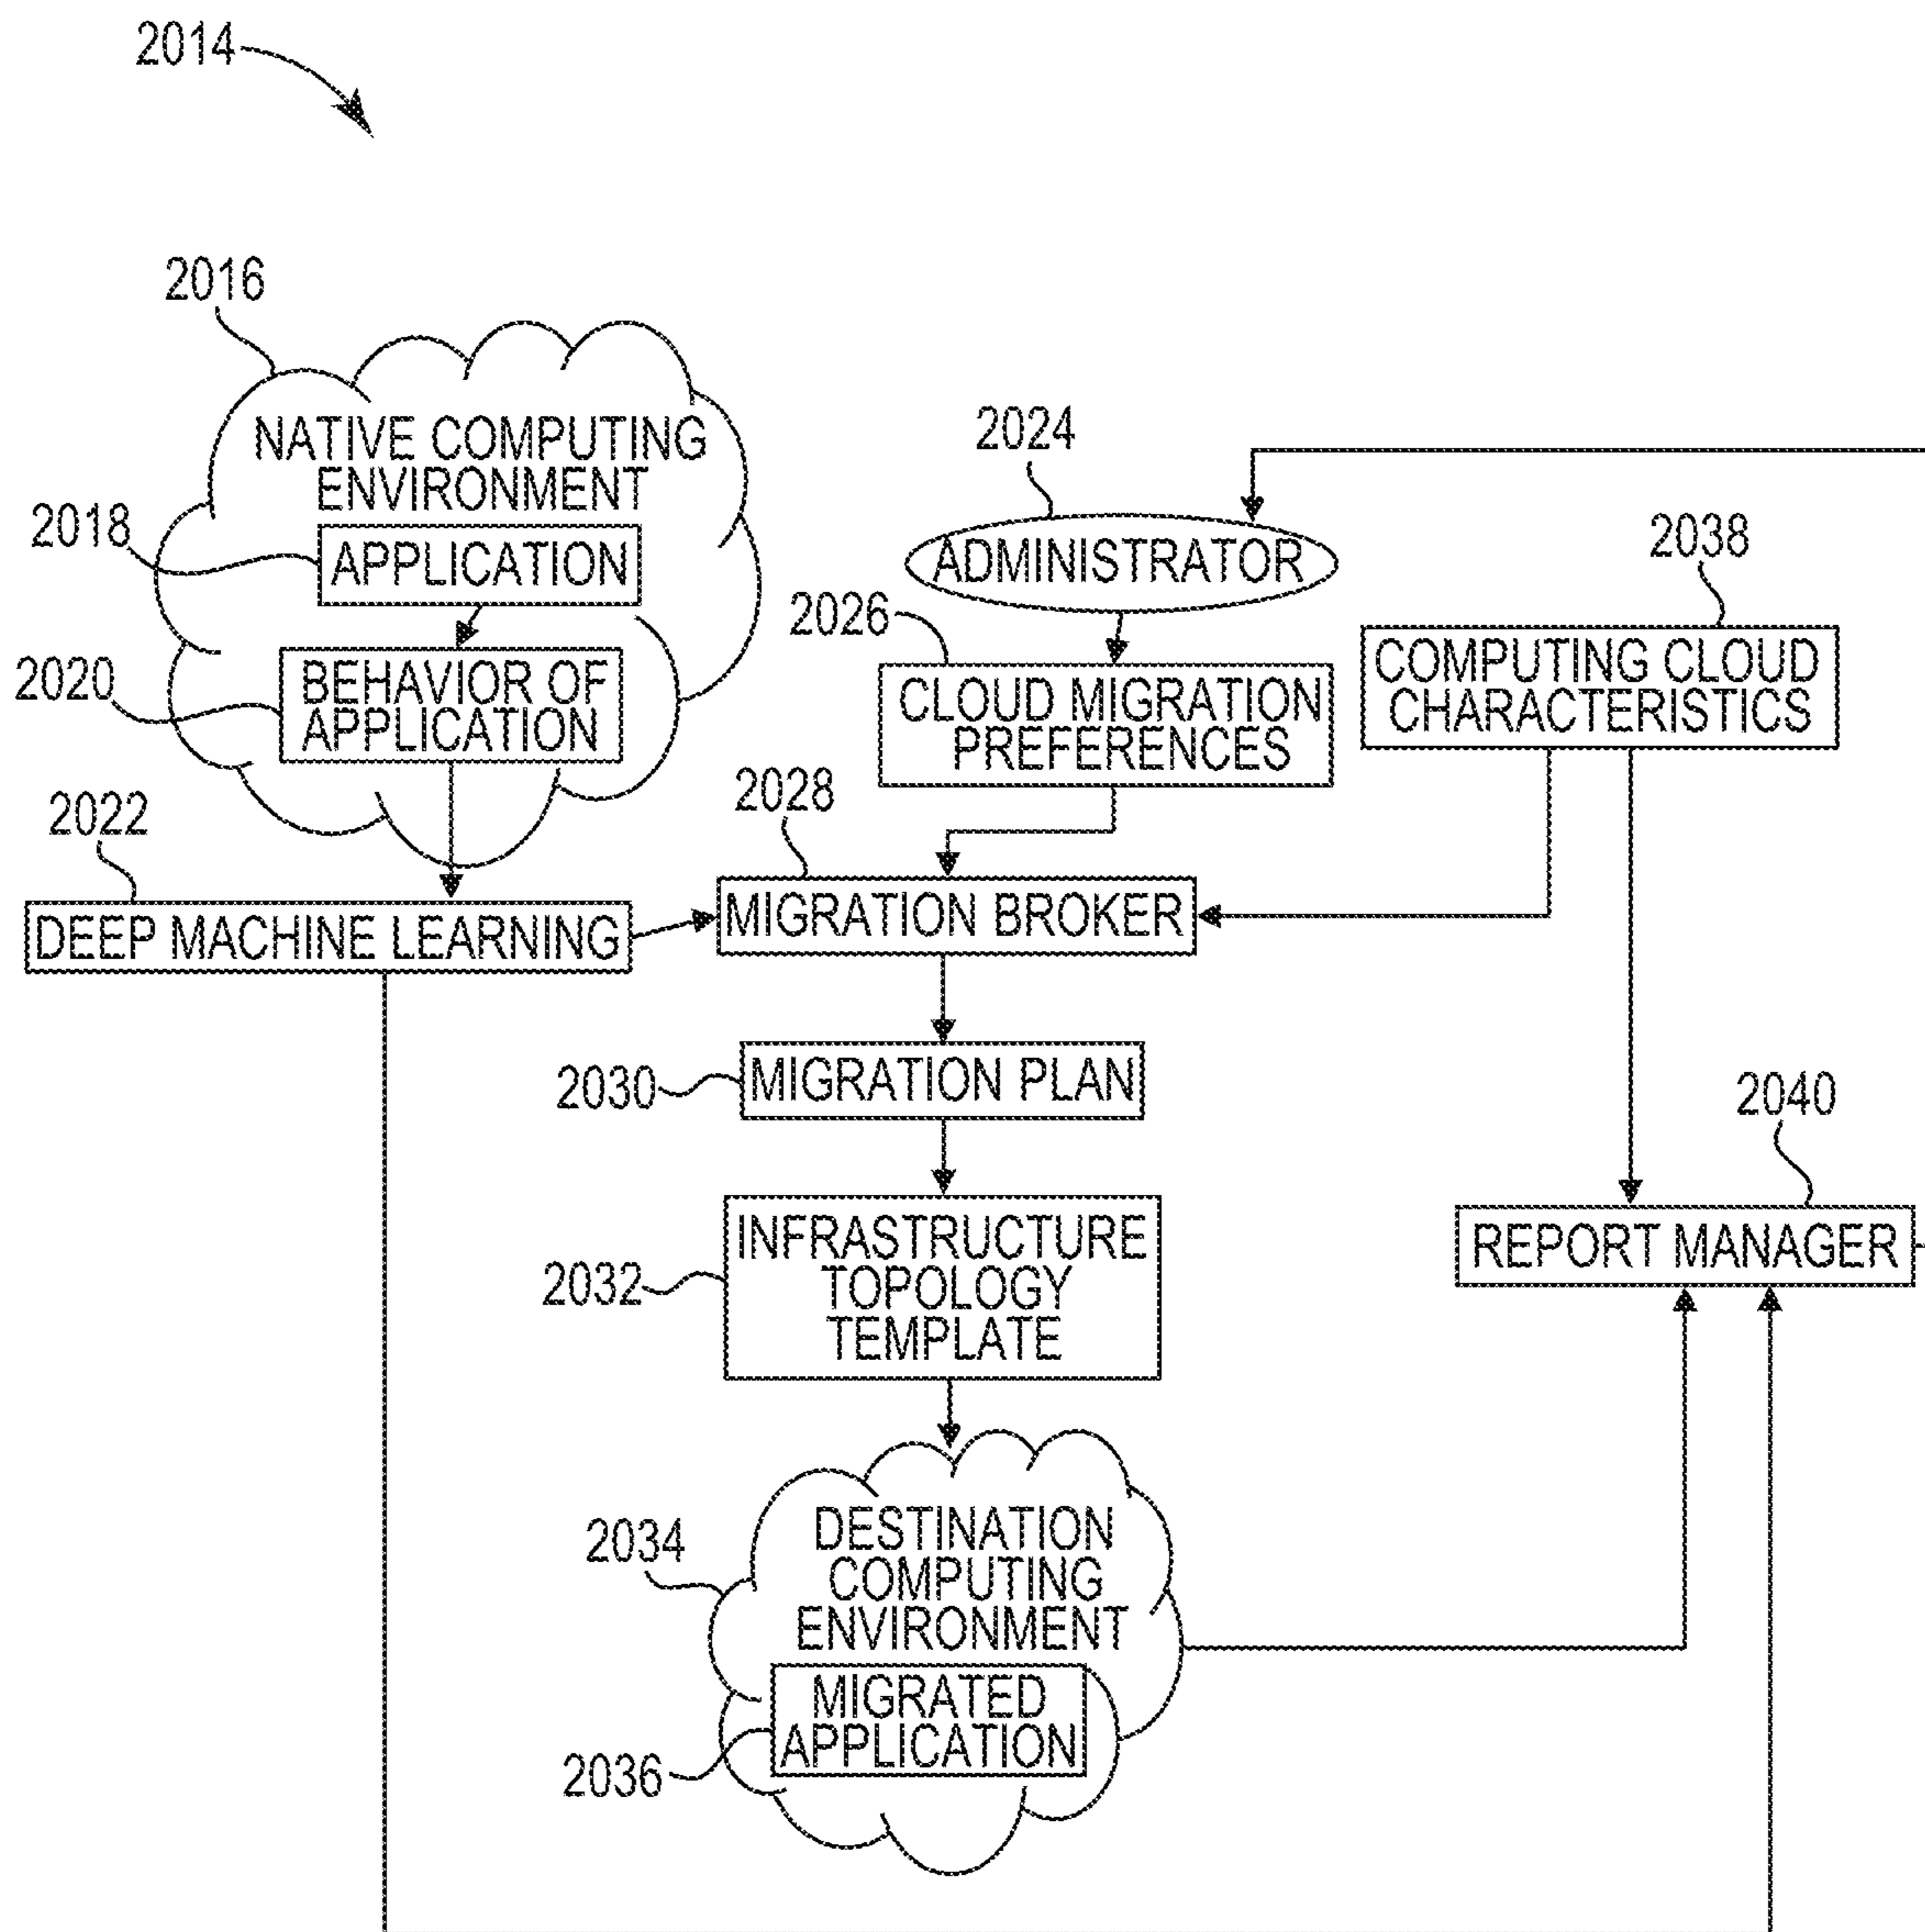 2014
2016
NATIVE COMPUTING
ENVIRONMENT
2018
APPLICATION
2020
BEHAVIOR OF
APPLICATION
2022
DEEP MACHINE LEARNING
2024
ADMINISTRATOR
2026
CLOUD MIGRATION
PREFERENCES
2038
COMPUTING CLOUD
CHARACTERISTICS
2028
MIGRATION BROKER
2030
MIGRATION PLAN
2040
REPORT MANAGER
2032
INFRASTRUCTURE
TOPOLOGY
TEMPLATE
2034
DESTINATION
COMPUTING
ENVIRONMENT
2036
MIGRATED
APPLICATION